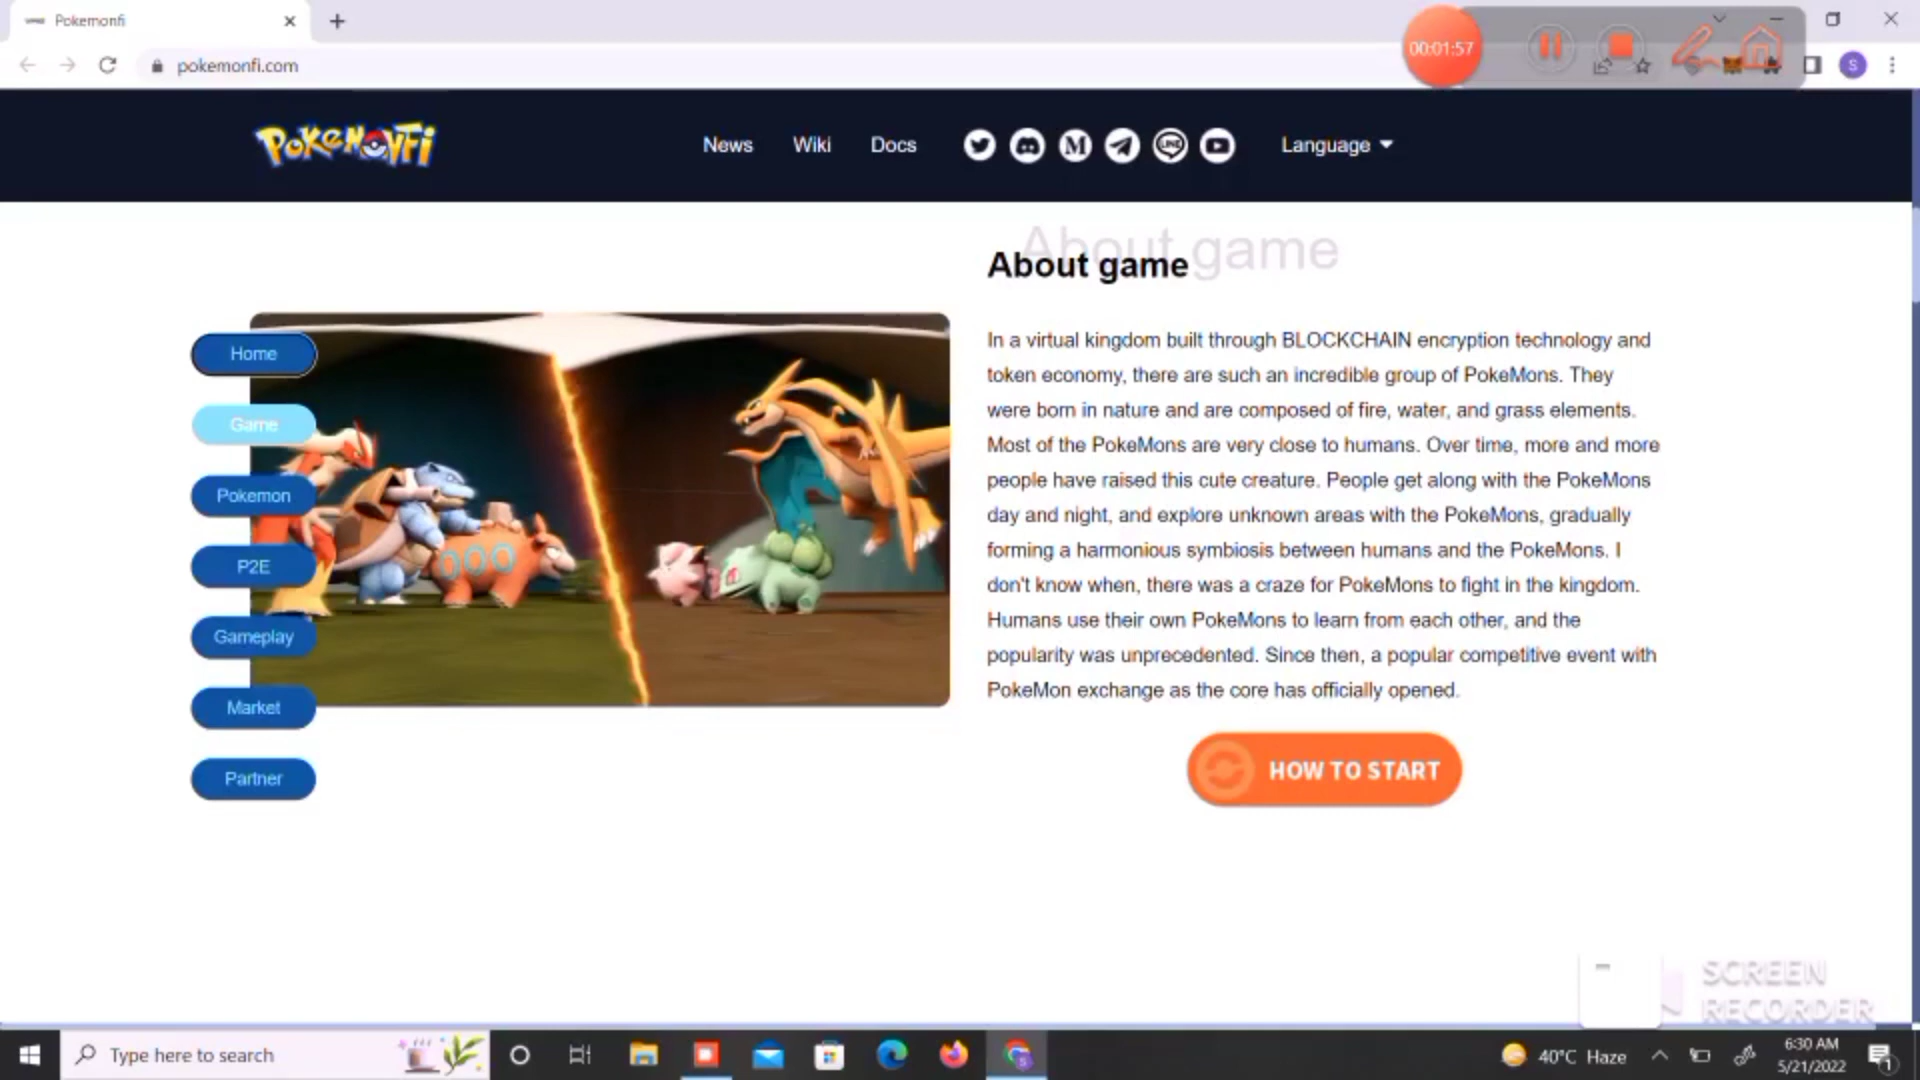 Pokemonfi
00:01:57
pokemonfi.com
POKEMONFi
News
Wiki
Docs
M
LINE
Language
S
About game
About game
In a virtual kingdom built through BLOCKCHAIN encryption technology and
token economy, there are such an incredible group of PokeMons. They
were born in nature and are composed of fire, water, and grass elements.
Most of the PokeMons are very close to humans. Over time, more and more
people have raised this cute creature. People get along with the PokeMons
day and night, and explore unknown areas with the PokeMons, gradually
forming a harmonious symbiosis between humans and the PokeMons. I
don't know when, there was a craze for PokeMons to fight in the kingdom.
Humans use their own PokeMons to learn from each other, and the
popularity was unprecedented. Since then, a popular competitive event with
PokeMon exchange as the core has officially opened.
HOW TO START
Home
Game
Pokemon
P2E
Gameplay
Market
Partner
SCREEN
RECORDER
Type here to search
40°C Haze
6:30 AM
5/21/2022
1